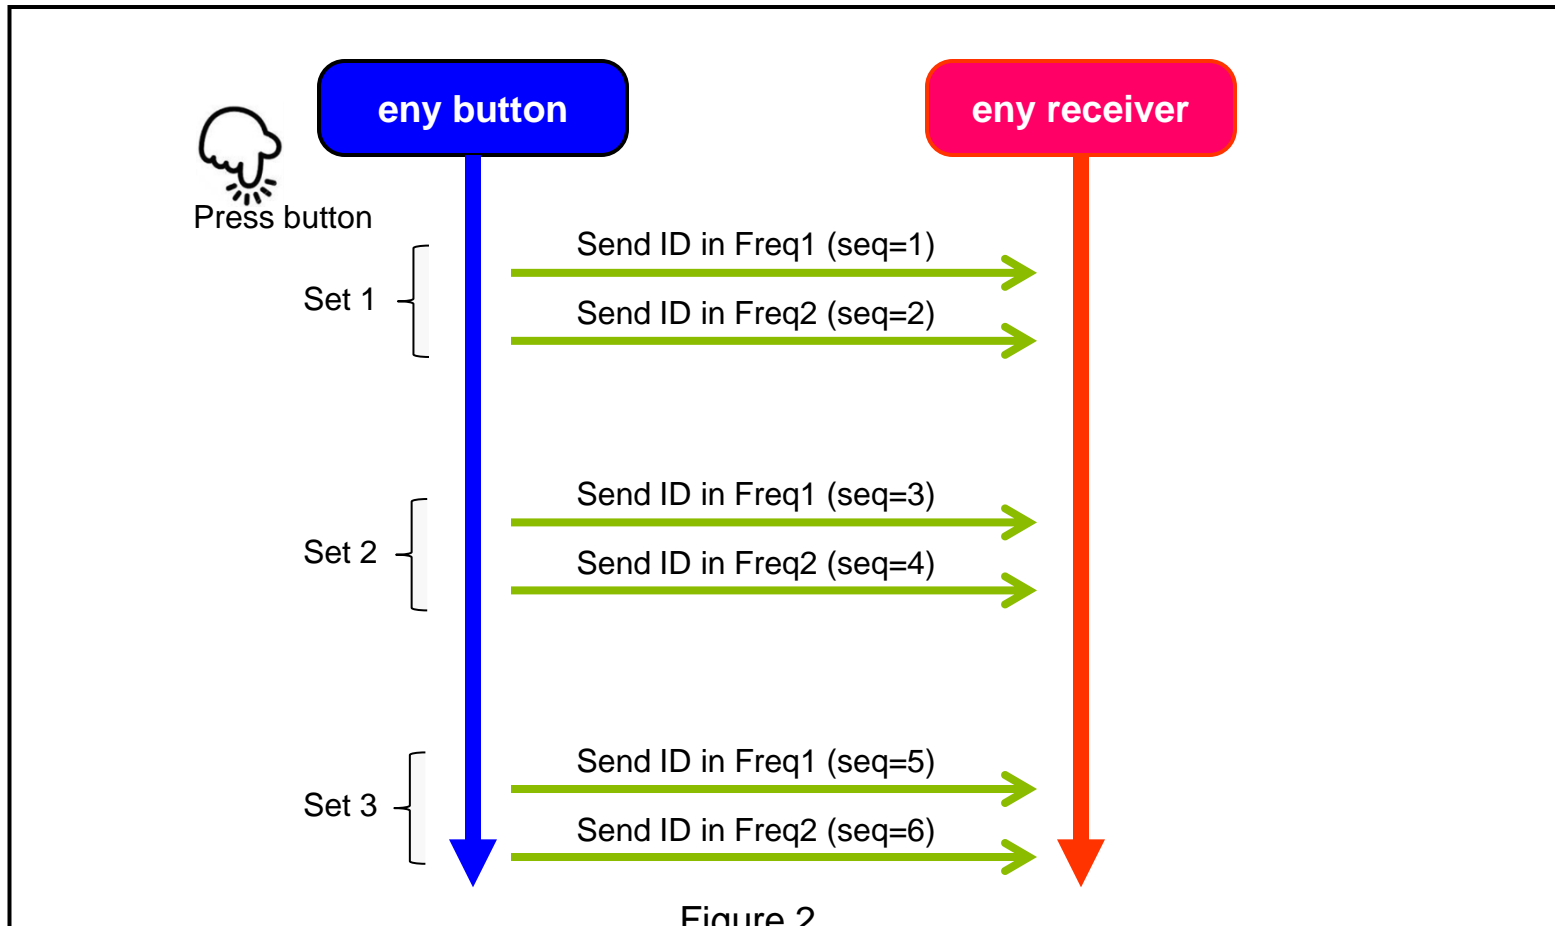 eny button
eny receiver
Press button
Send ID in Freq1 (seq=1)
Set 1
Send ID in Freq2 (seq=2)
Send ID in Freq1 (seq=3)
Set 2
Send ID in Freq2 (seq=4)
Send ID in Freq1 (seq=5)
Set 3
Send ID in Freq2 (seq=6)
Figure 2